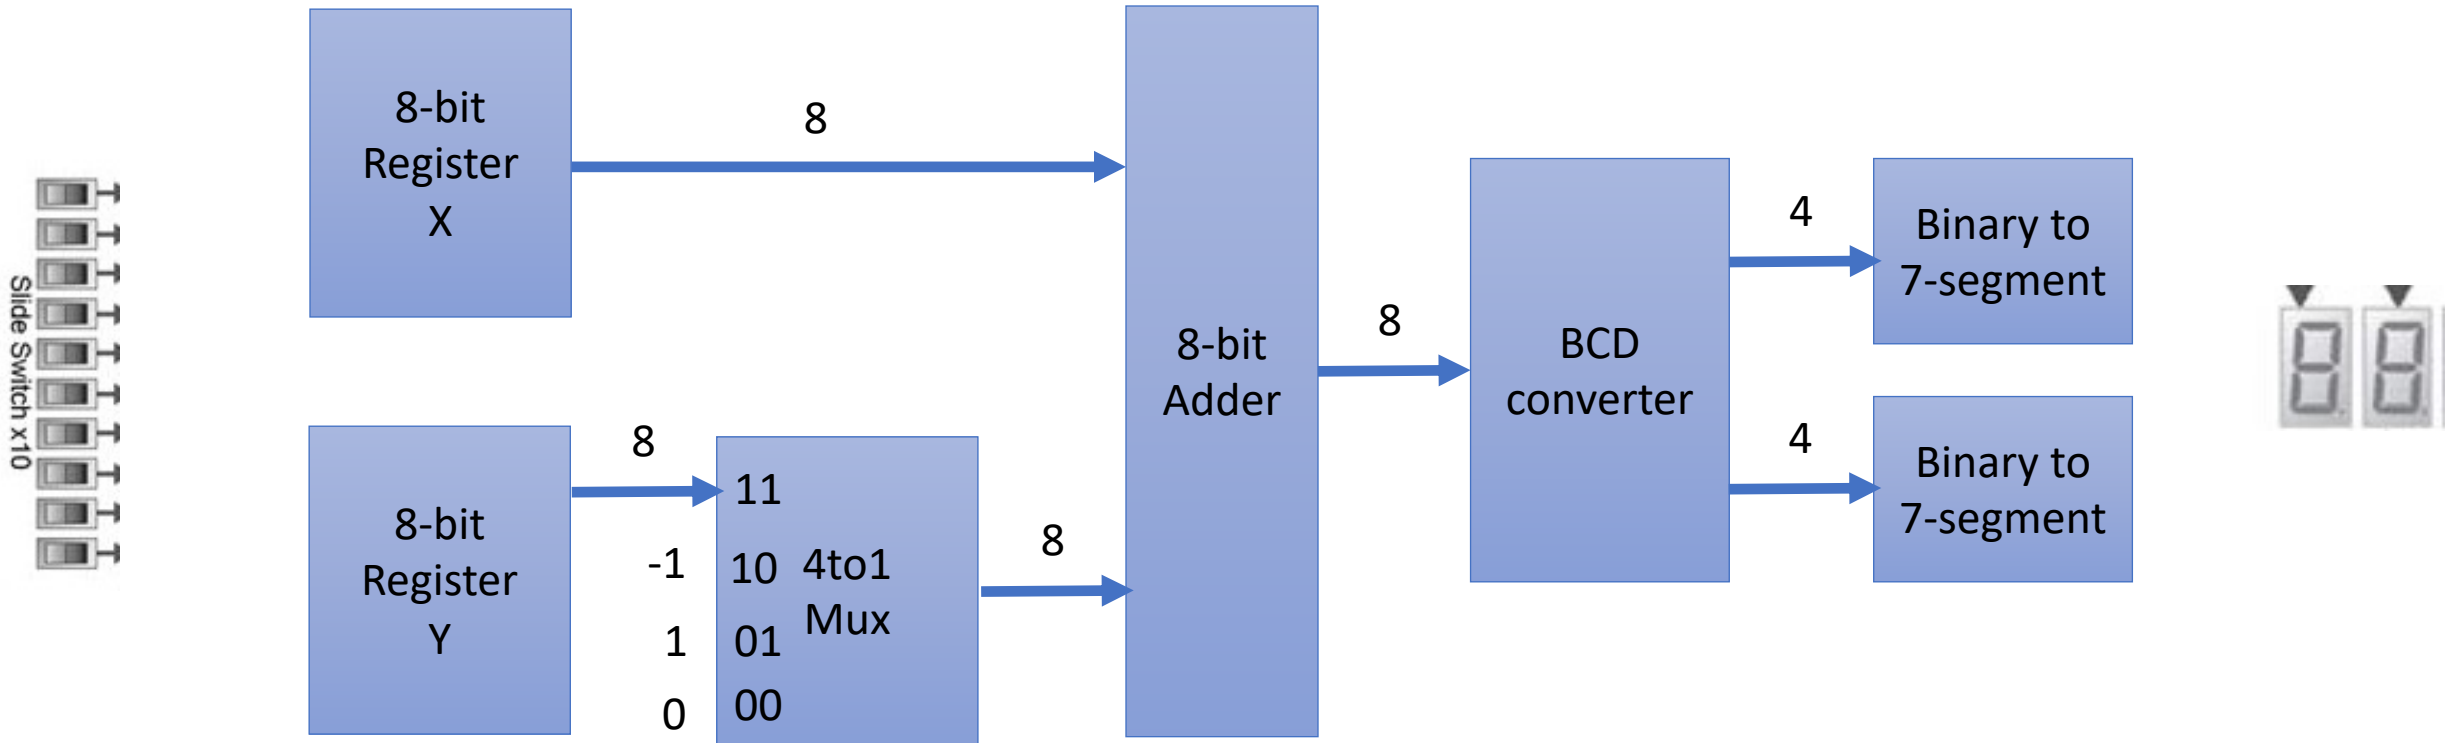 Slide Switch x10
8-bit
Register
X
8
8-bit
Register
Y
8
-1
1
0
11
10
01
00
4to1
Mux
8
8-bit
Adder
8
BCD
converter
4
4
Binary to
7-segment
Binary to
7-segment